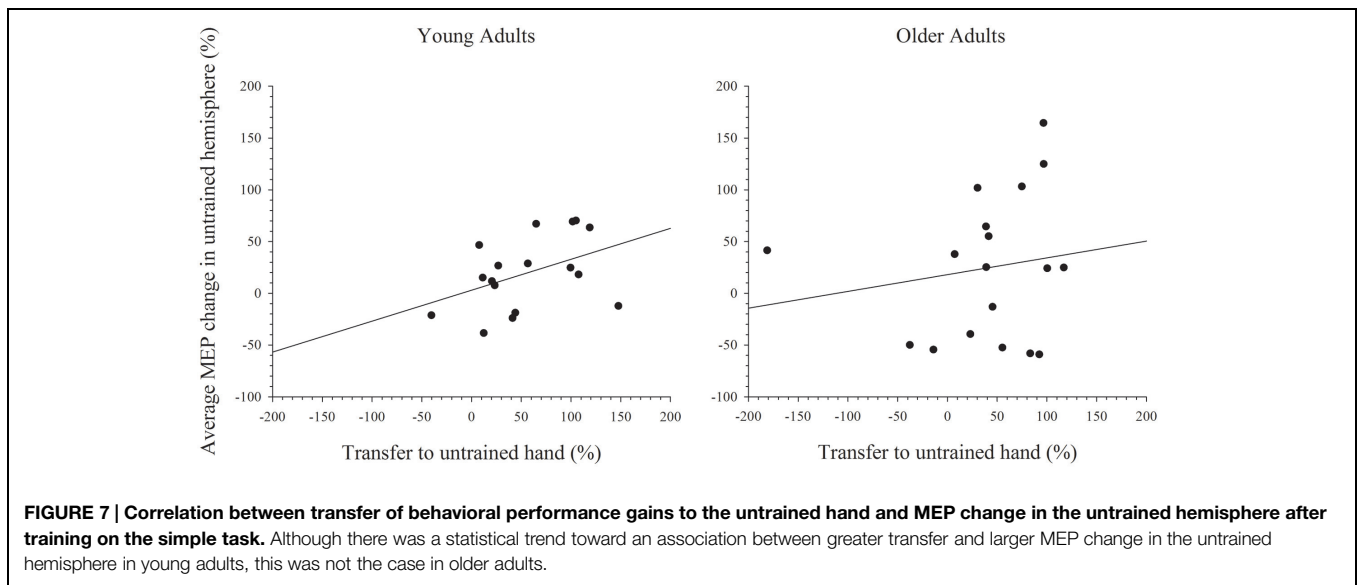 Young Adults
Average MEP change in untrained hemisphere (%)
200
150
100
50
0
-50
-100
-200 -150 -100 -50 0 50 100 150 200
Transfer to untrained hand (%)
Older Adults
200
150
100
50
0
-50
-100
-200 -150 -100 -50 0 50 100 150 200
Transfer to untrained hand (%)
FIGURE 7 | Correlation between transfer of behavioral performance gains to the untrained hand and MEP change in the untrained hemisphere after
training on the simple task. Although there was a statistical trend toward an association between greater transfer and larger MEP change in the untrained
hemisphere in young adults, this was not the case in older adults.